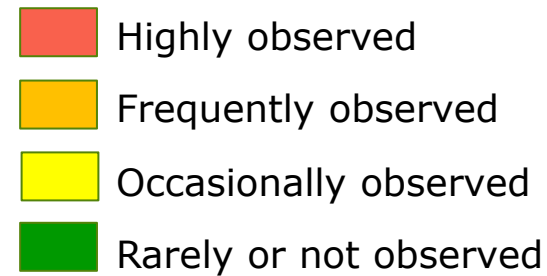 Highly observed
Frequently observed
Occasionally observed
Rarely or not observed